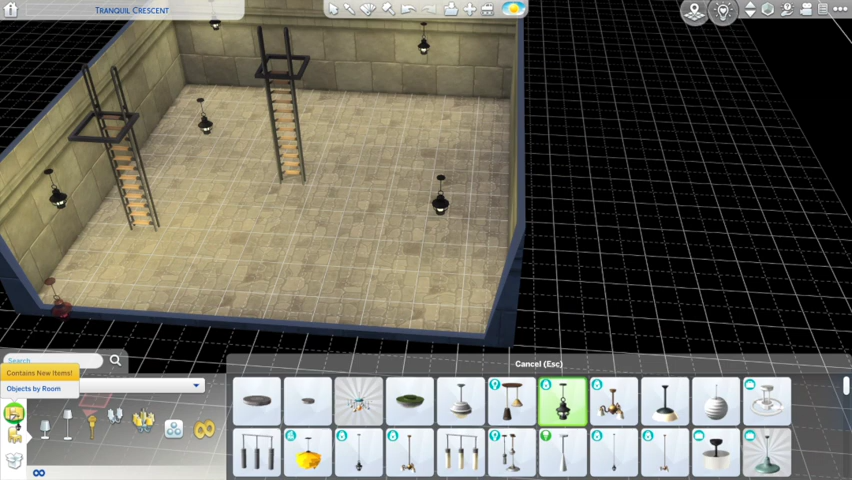 Tranquil Crescent
Cancel (Esc)
Search
Contains New Items!
Objects by Room